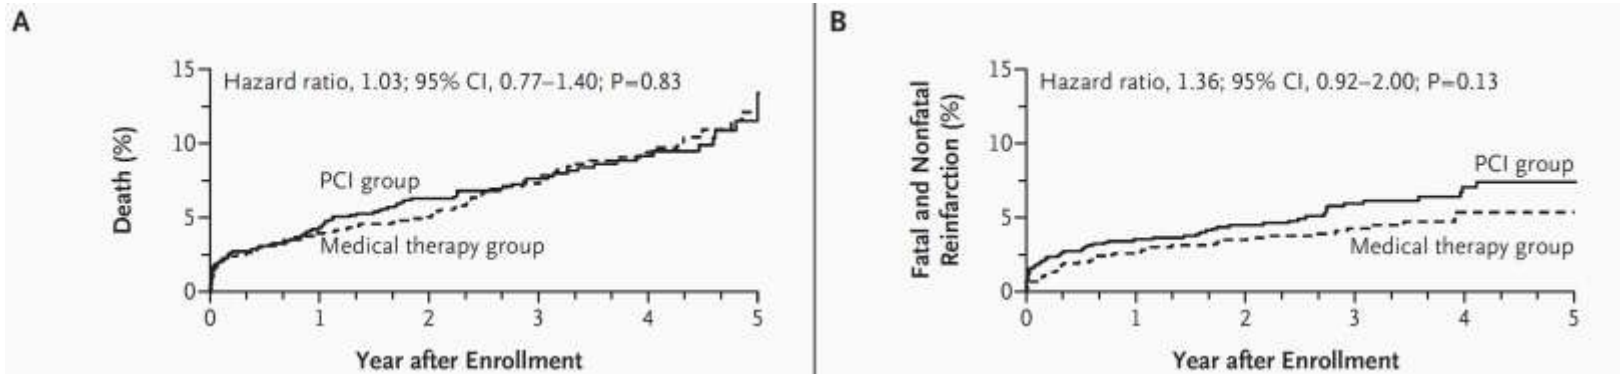 A
Hazard ratio, 1.03; 95% CI, 0.77–1.40; P=0.83
Death (%)
15
10
5
0
PCI group
Medical therapy group
0 1 2 3 4 5
Year after Enrollment
B
Hazard ratio, 1.36; 95% CI, 0.92–2.00; P=0.13
Fatal and Nonfatal
Reinfarction (%)
15
10
5
0
PCI group
Medical therapy group
0 1 2 3 4 5
Year after Enrollment